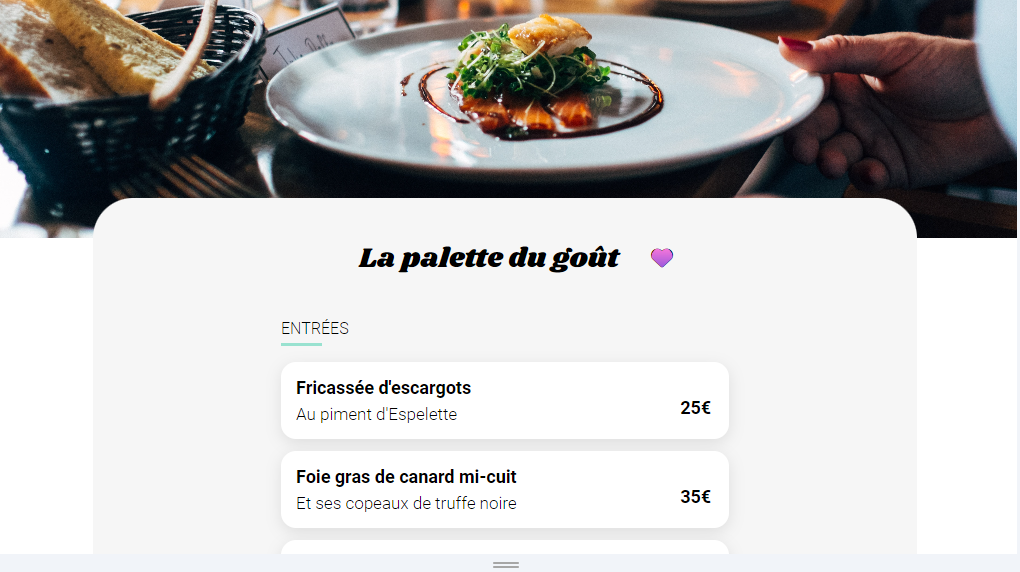 La palette du goût
ENTRÉES
Fricassée d'escargots
Au piment d'Espelette
25€
Foie gras de canard mi-cuit
Et ses copeaux de truffe noire
35€